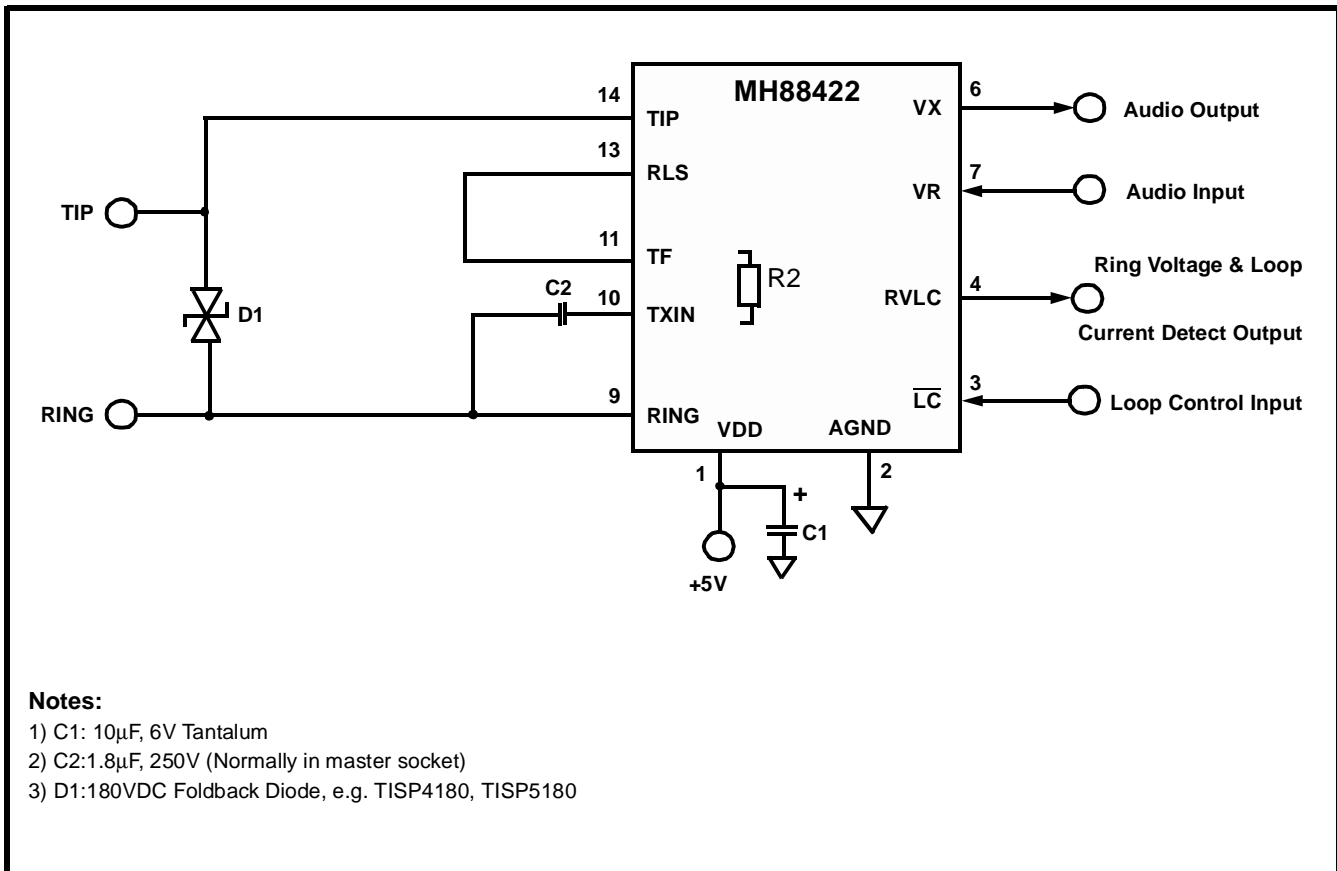 MH88422
14
TIP
13
RLS
11
TF
C2
10
TXIN
9
RING
VDD
AGND
1
2
VX
6
Audio Output
VR
7
Audio Input
RVLC
4
Ring Voltage & Loop
Current Detect Output
LC
3
Loop Control Input
R2
TIP
D1
RING
+
C1
+5V
Notes:
1) C1: 10μF, 6V Tantalum
2) C2:1.8μF, 250V (Normally in master socket)
3) D1:180VDC Foldback Diode, e.g. TISP4180, TISP5180